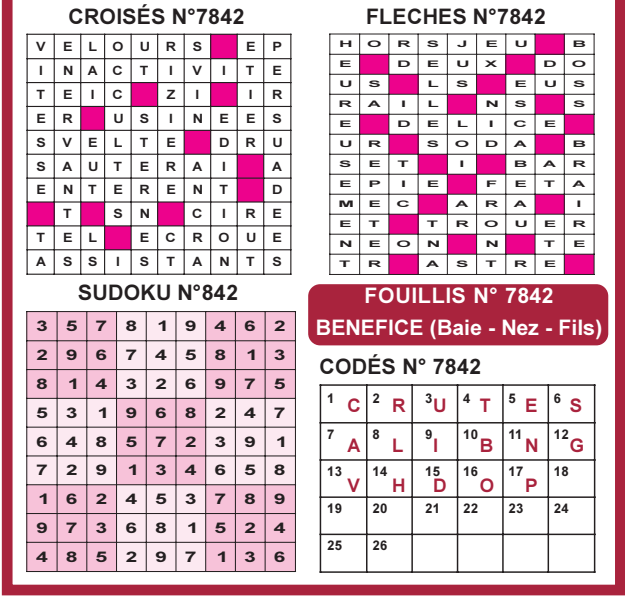 CROISÉS N°7842
V E L O U R S E P
I N A C T I V I T E
T E I C Z I I R
E R U S I N E E S
S V E L T E D R U
S A U T E R A I A
E N T E R E N T D
T S N C I R E
T E L E C R O U E
A S S I S T A N T S
FLECHES N°7842
H O R S J E U B
E D E U X D O
U S L S E U S
R A I L N S S
E D E L I C E
U R S O D A B
S E T I B A R
E P I E F E T A
M E C A R A I
E T T R O U E R
N E O N N T E
T R A S T R E
SUDOKU N°842
3 5 7 8 1 9 4 6 2
2 9 6 7 4 5 8 1 3
8 1 4 3 2 6 9 7 5
5 3 1 9 6 8 2 4 7
6 4 8 5 7 2 3 9 1
7 2 9 1 3 4 6 5 8
1 6 2 4 5 3 7 8 9
9 7 3 6 8 1 5 2 4
4 8 5 2 9 7 1 3 6
FOUILLIS N° 7842
BENEFICE (Baie - Nez - Fils)
CODÉS N° 7842
1 C 2 R 3 U 4 T 5 E 6 S
7 A 8 L 9 I 10 B 11 N 12 G
13 V 14 H 15 D 16 O 17 P 18
19 20 21 22 23 24
25 26